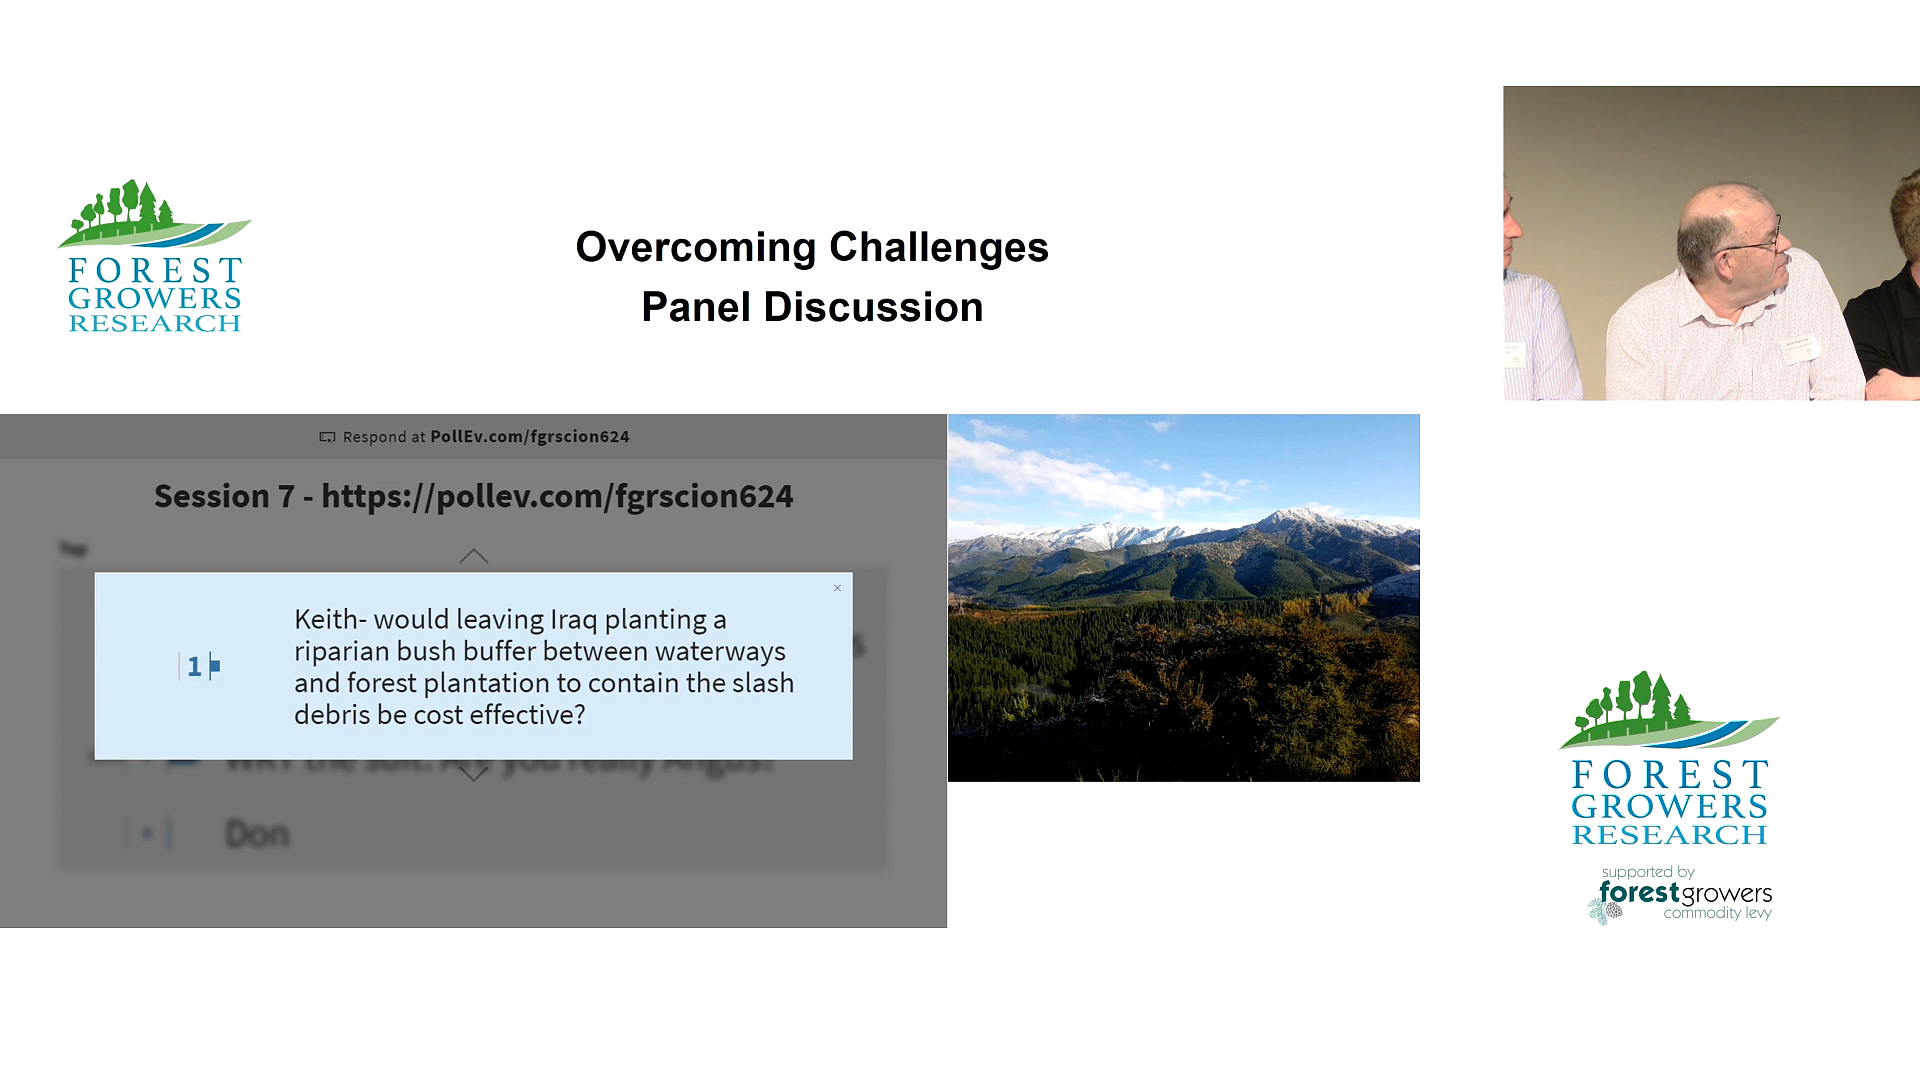 FOREST
GROWERS
RESEARCH
Overcoming Challenges
Panel Discussion
Respond at PollEv.com/fgrscion624
Session 7 - https://pollev.com/fgrscion624
Top
1
Keith- would leaving Iraq planting a
riparian bush buffer between waterways
and forest plantation to contain the slash
debris be cost effective?
Don
FOREST
GROWERS
RESEARCH
supported by
forestgrowers
commodity levy